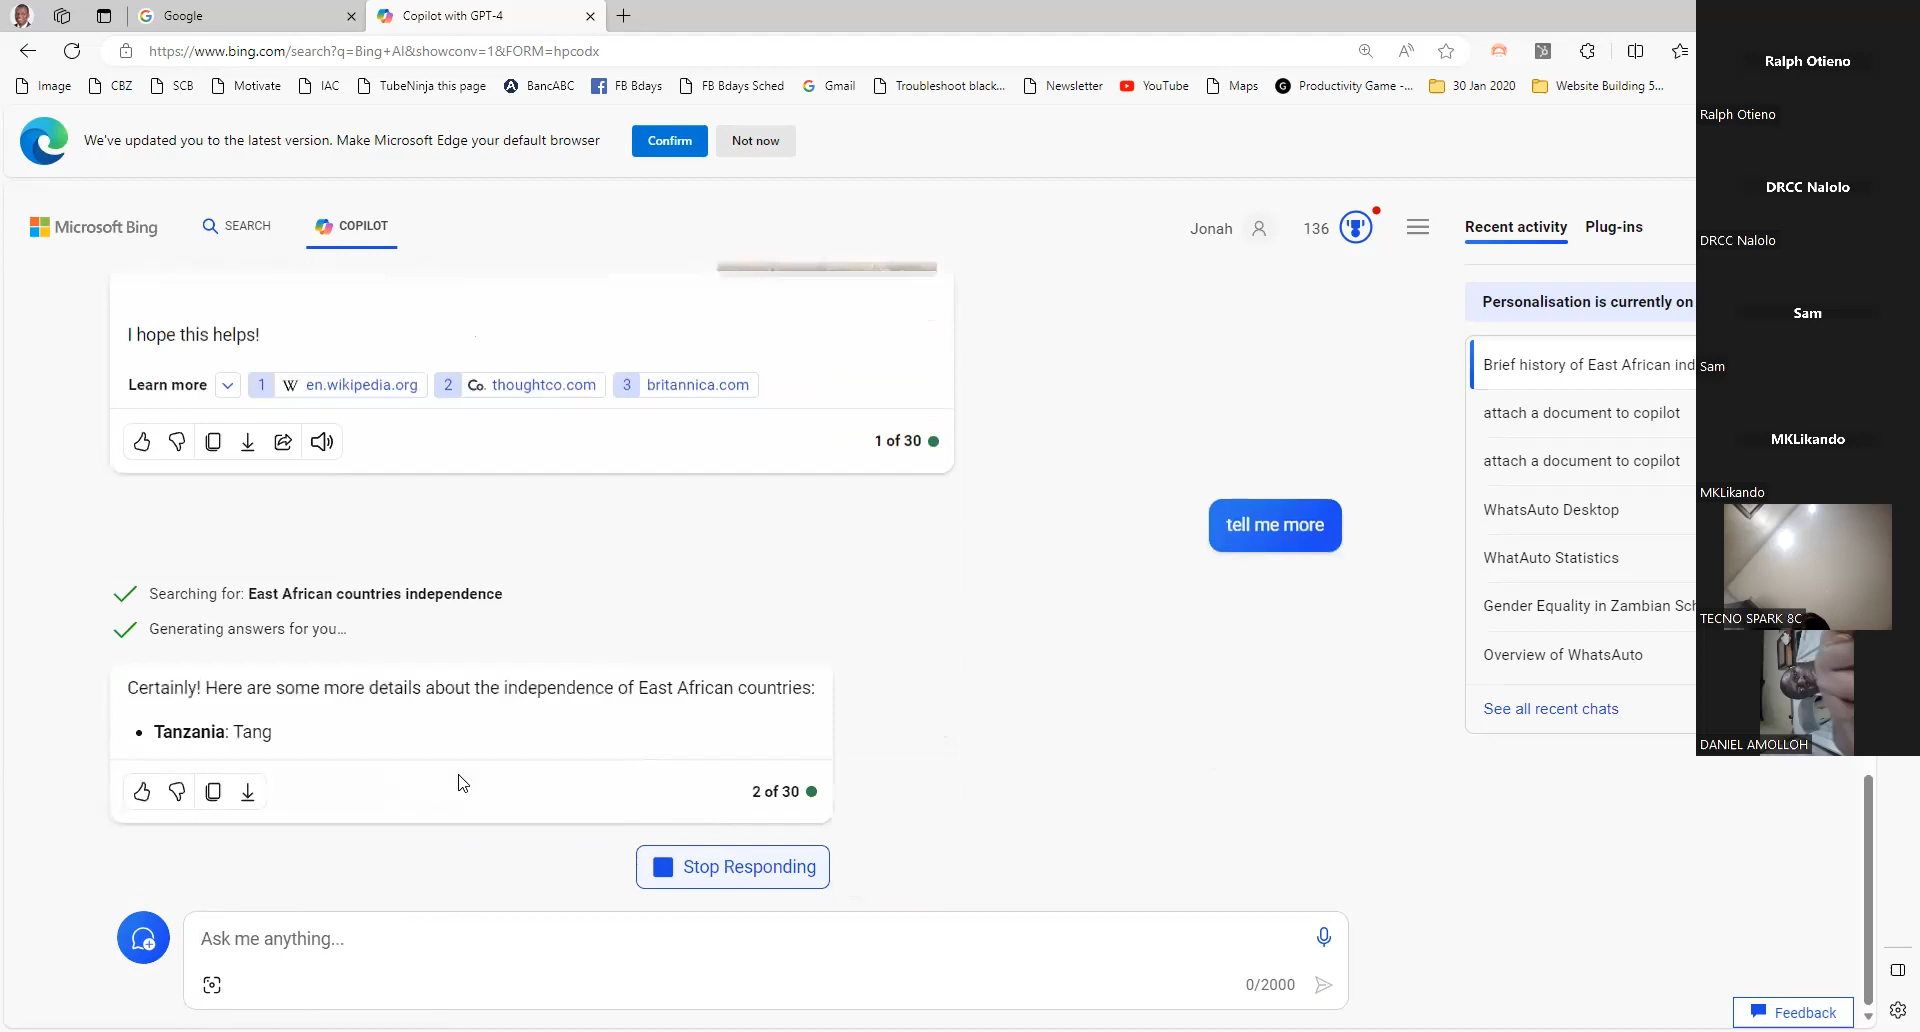 Google
Copilot with GPT-4
https://www.bing.com/search?q=Bing+AI&showconv=1&FORM=hpcodx
Image
CBZ
SCB
Motivate
IAC
TubeNinja this page
BancABC
FB Bdays
FB Bdays Sched
Gmail
Troubleshoot black...
Newsletter
YouTube
Maps
Productivity Game -...
30 Jan 2020
Website Building 5...
We've updated you to the latest version. Make Microsoft Edge your default browser
Confirm
Not now
Microsoft Bing
SEARCH
COPILOT
Jonah
136
Recent activity
Plug-ins
I hope this helps!
Learn more
1 W en.wikipedia.org
2 Co. thoughtco.com
3 britannica.com
1 of 30
tell me more
Searching for: East African countries independence
Generating answers for you...
Certainly! Here are some more details about the independence of East African countries:
• Tanzania: Tang
2 of 30
Stop Responding
Ask me anything...
0/2000
Personalisation is currently on
Brief history of East African ind
attach a document to copilot
attach a document to copilot
WhatsAuto Desktop
WhatAuto Statistics
Gender Equality in Zambian Sch
Overview of WhatsAuto
See all recent chats
Feedback
Ralph Otieno
Ralph Otieno
DRCC Nalolo
DRCC Nalolo
Sam
Sam
MKLikando
MKLikando
TECNO SPARK 8C
DANIEL AMOLLOH